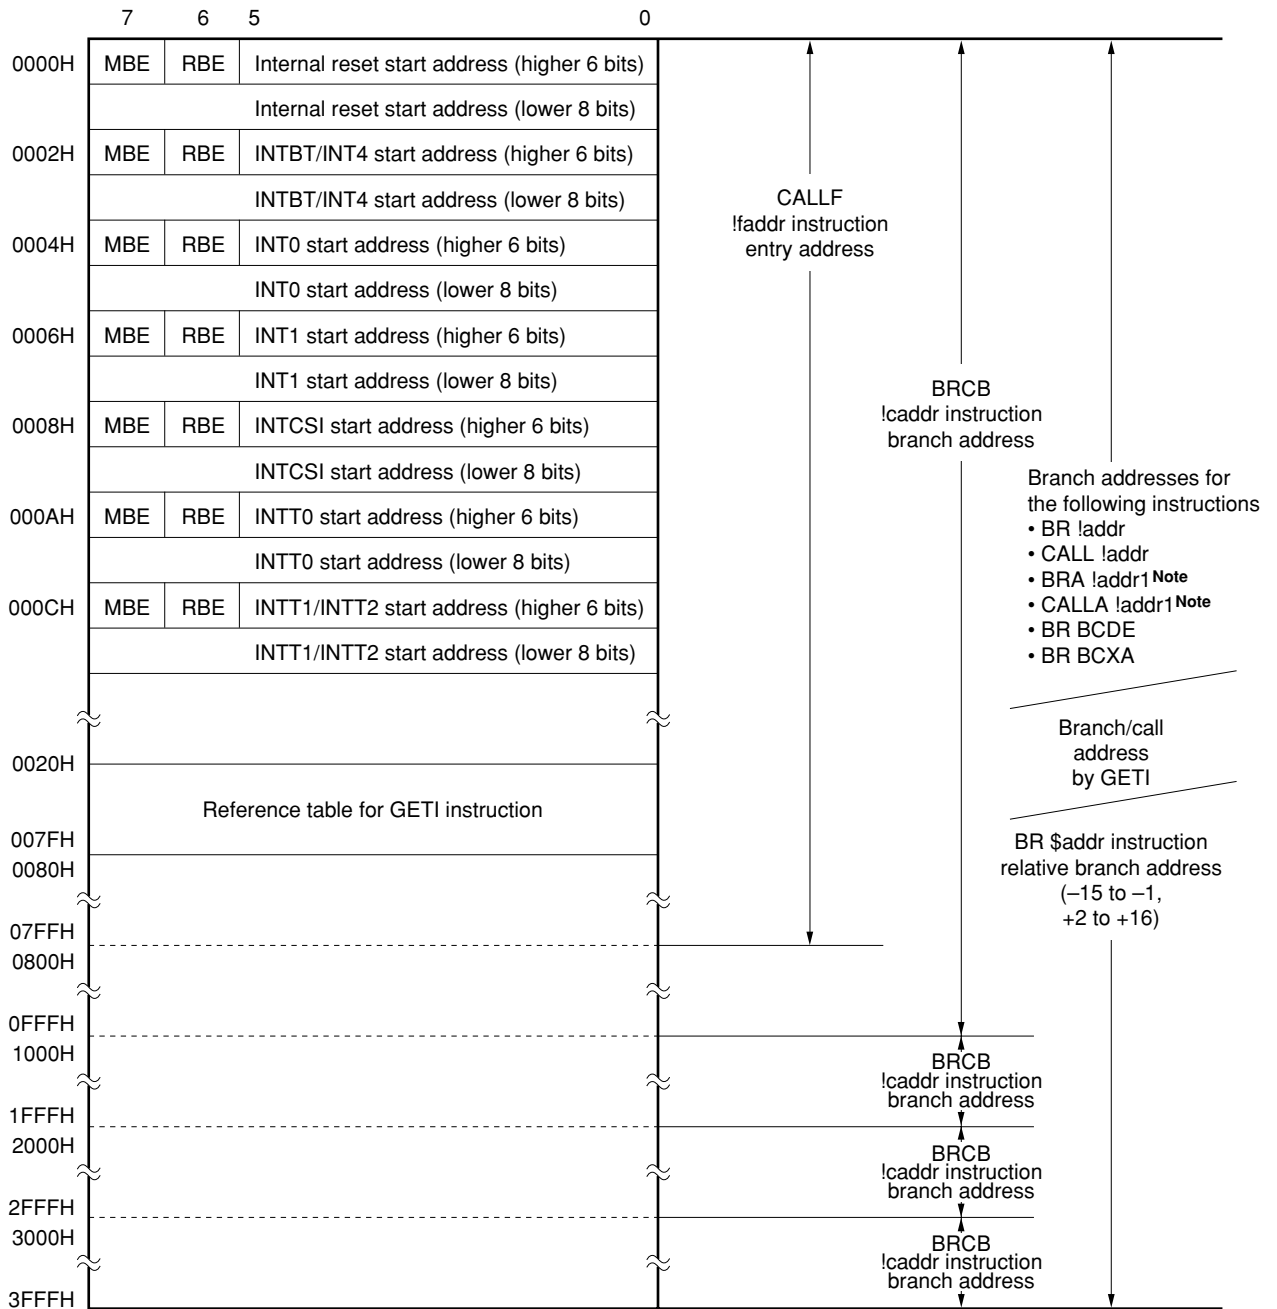 7 6 5 0
0000H MBE RBE Internal reset start address (higher 6 bits)
Internal reset start address (lower 8 bits)
0002H MBE RBE INTBT/INT4 start address (higher 6 bits)
INTBT/INT4 start address (lower 8 bits)
0004H MBE RBE INT0 start address (higher 6 bits)
INT0 start address (lower 8 bits)
0006H MBE RBE INT1 start address (higher 6 bits)
INT1 start address (lower 8 bits)
0008H MBE RBE INTCSI start address (higher 6 bits)
INTCSI start address (lower 8 bits)
000AH MBE RBE INTT0 start address (higher 6 bits)
INTT0 start address (lower 8 bits)
000CH MBE RBE INTT1/INTT2 start address (higher 6 bits)
INTT1/INTT2 start address (lower 8 bits)
0020H
Reference table for GETI instruction
007FH
0080H
07FFH
0800H
0FFFH
1000H
1FFFH
2000H
2FFFH
3000H
3FFFH
CALLF
!faddr instruction
entry address
BRCB
!caddr instruction
branch address
BRCB
!caddr instruction
branch address
BRCB
!caddr instruction
branch address
BRCB
!caddr instruction
branch address
Branch addresses for
the following instructions
• BR !addr
• CALL !addr
• BRA !addr1Note
• CALLA !addr1Note
• BR BCDE
• BR BCXA
Branch/call
address
by GETI
BR $addr instruction
relative branch address
(–15 to –1,
+2 to +16)